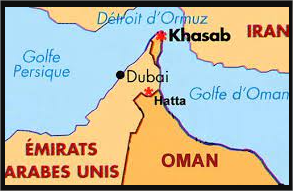 Détroit d'Ormuz
Khasab
IRAN
Golfe
Persique
Dubai
Hatta
Golfe d'Oman
ÉMIRATS
ARABES UNIS
OMAN